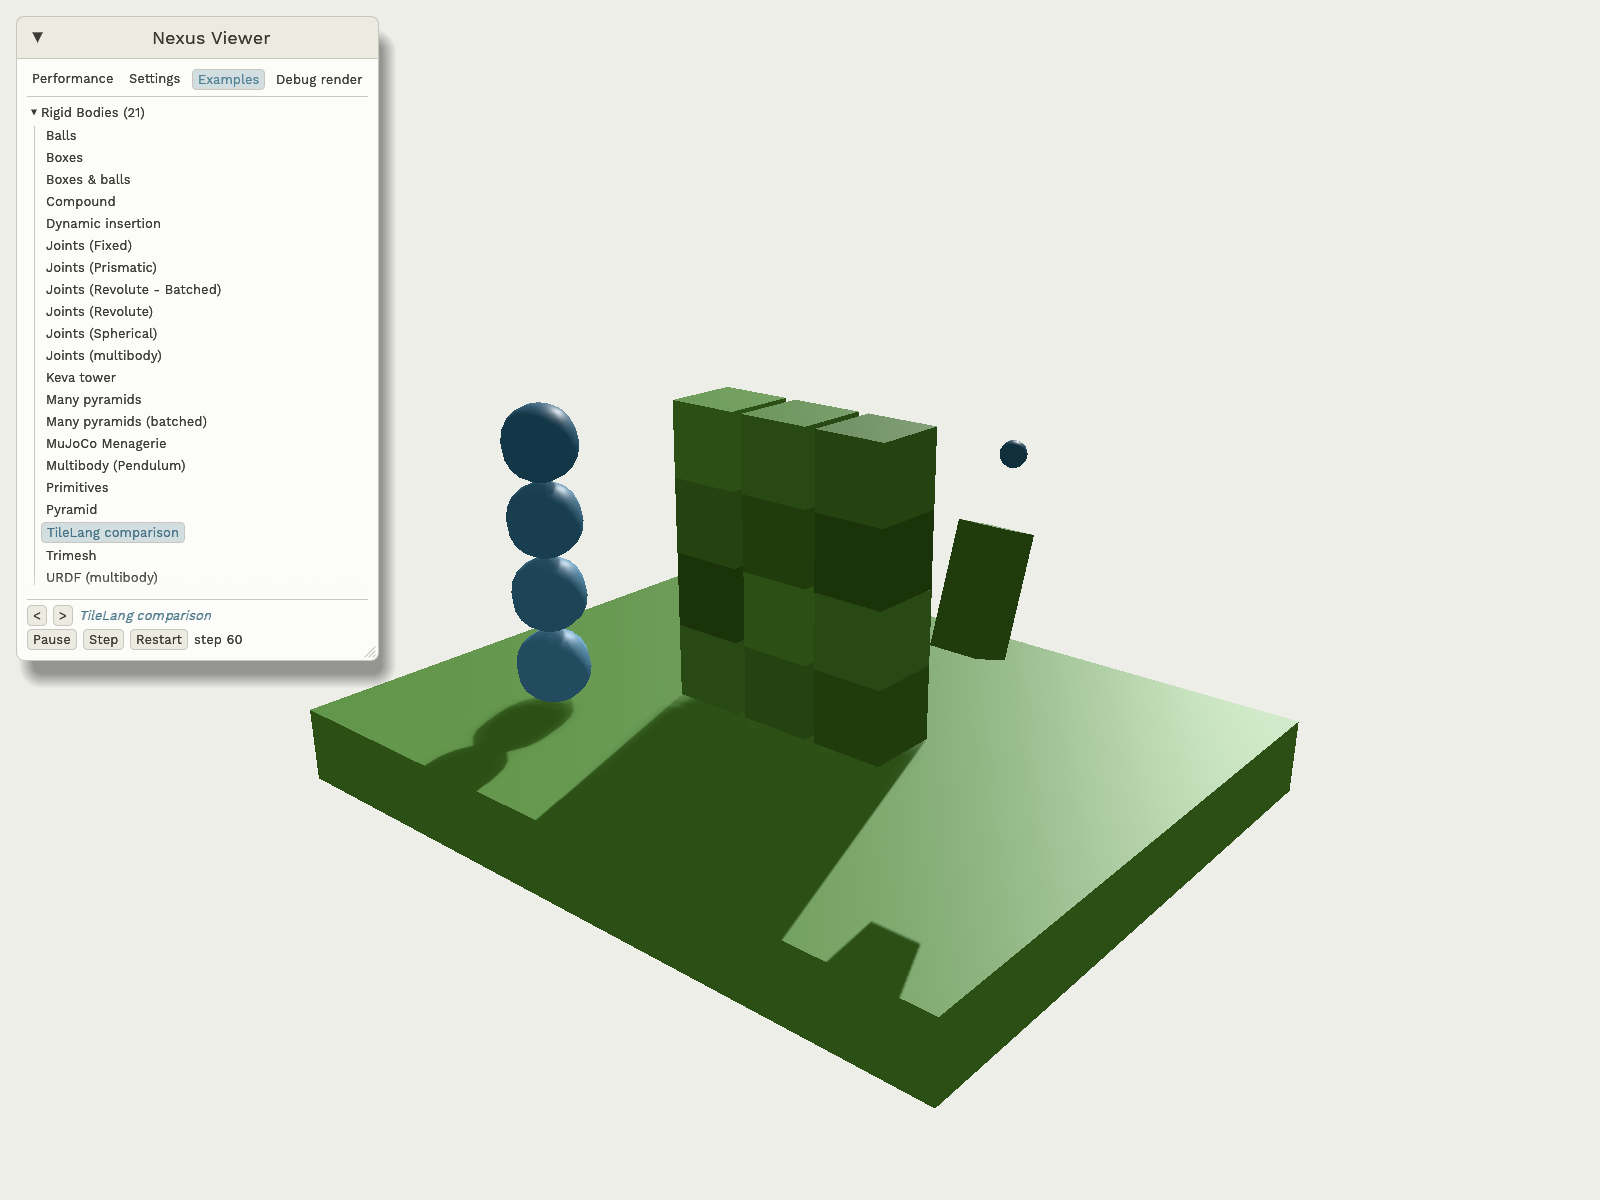 ▼ Nexus Viewer
Performance Settings Examples Debug render
▾ Rigid Bodies (21)
Balls
Boxes
Boxes & balls
Compound
Dynamic insertion
Joints (Fixed)
Joints (Prismatic)
Joints (Revolute - Batched)
Joints (Revolute)
Joints (Spherical)
Joints (multibody)
Keva tower
Many pyramids
Many pyramids (batched)
MuJoCo Menagerie
Multibody (Pendulum)
Primitives
Pyramid
TileLang comparison
Trimesh
URDF (multibody)
< > TileLang comparison
Pause Step Restart step 60